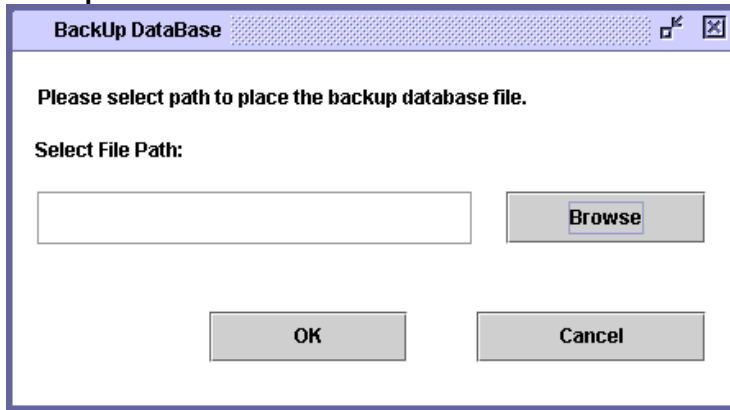 BackUp DataBase
Please select path to place the backup database file.
Select File Path:
Browse
OK
Cancel